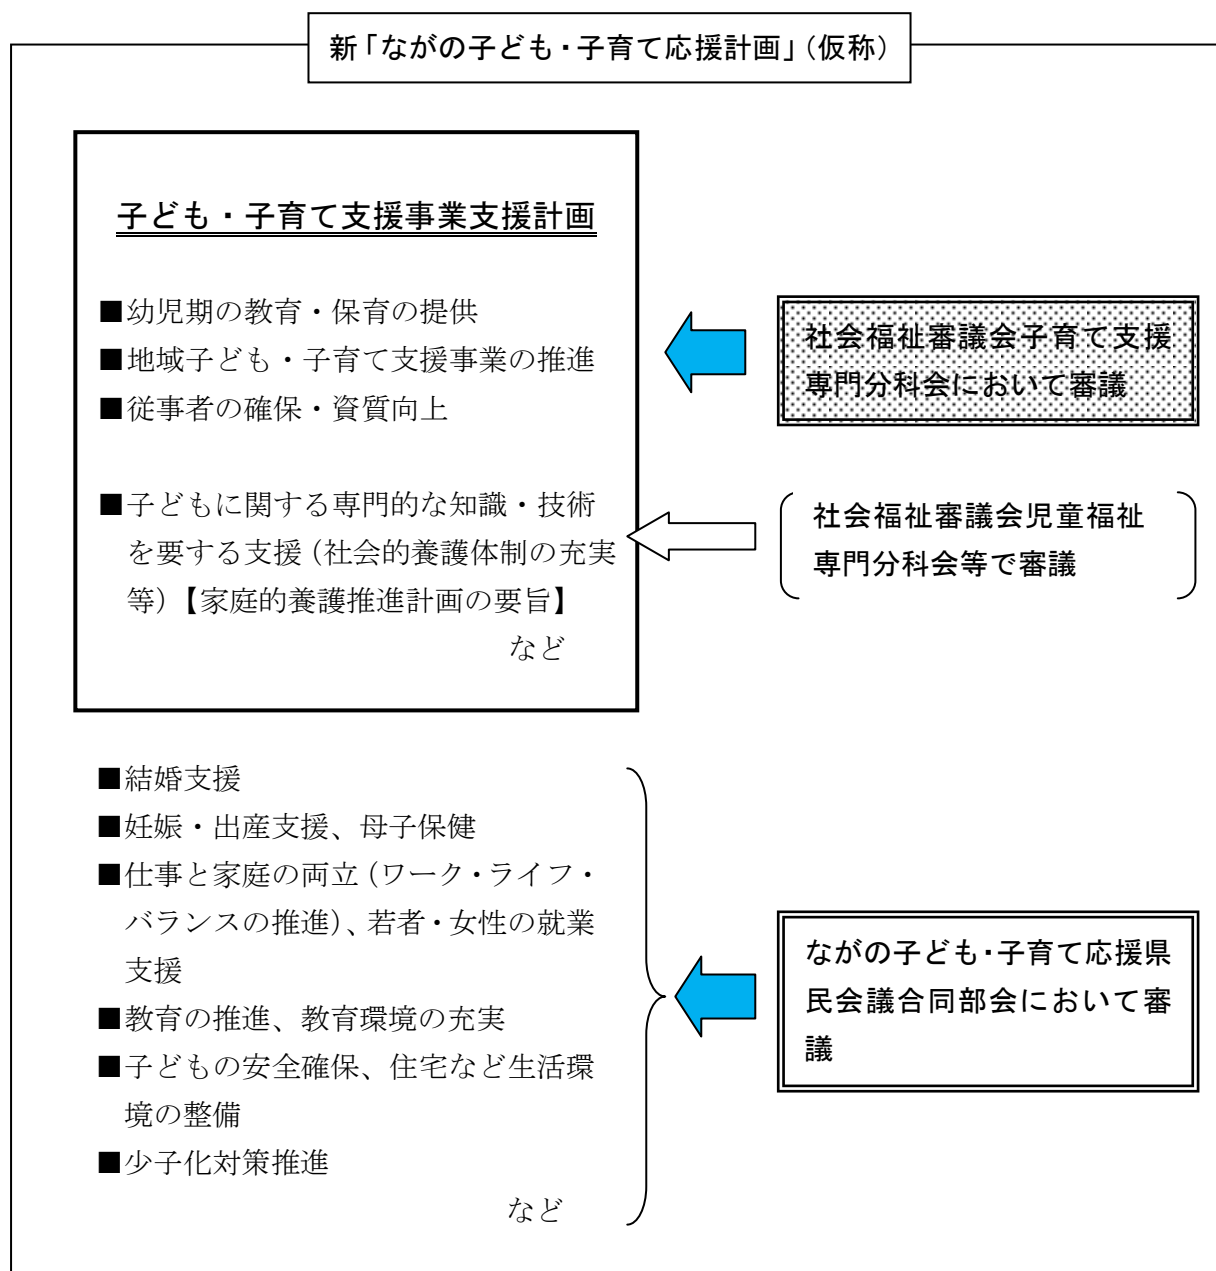 新「ながの子ども・子育て応援計画」（仮称）
子ども・子育て支援事業支援計画
■幼児期の教育・保育の提供
■地域子ども・子育て支援事業の推進
■従事者の確保・資質向上
■子どもに関する専門的な知識・技術
を要する支援（社会的養護体制の充実
等）【家庭的養護推進計画の要旨】
など
社会福祉審議会子育て支援
専門分科会において審議
社会福祉審議会児童福祉
専門分科会等で審議
■結婚支援
■妊娠・出産支援、母子保健
■仕事と家庭の両立（ワーク・ライフ・
バランスの推進）、若者・女性の就業
支援
■教育の推進、教育環境の充実
■子どもの安全確保、住宅など生活環
境の整備
■少子化対策推進
など
ながの子ども・子育て応援県
民会議合同部会において審
議